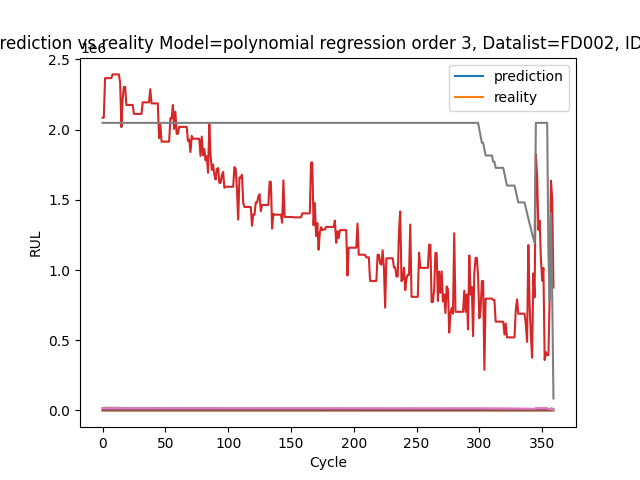 rediction vs reality Model=polynomial regression order 3, Datalist=FD002, ID
1e6
2.5
2.0
1.5
1.0
0.5
0.0
RUL
prediction
reality
0 50 100 150 200 250 300 350
Cycle